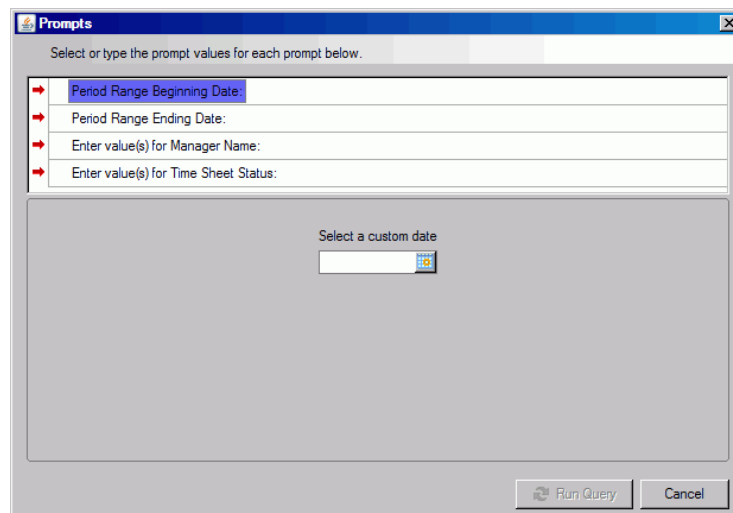 Prompts
Select or type the prompt values for each prompt below.
Period Range Beginning Date:
Period Range Ending Date:
Enter value(s) for Manager Name:
Enter value(s) for Time Sheet Status:
Select a custom date
Run Query
Cancel